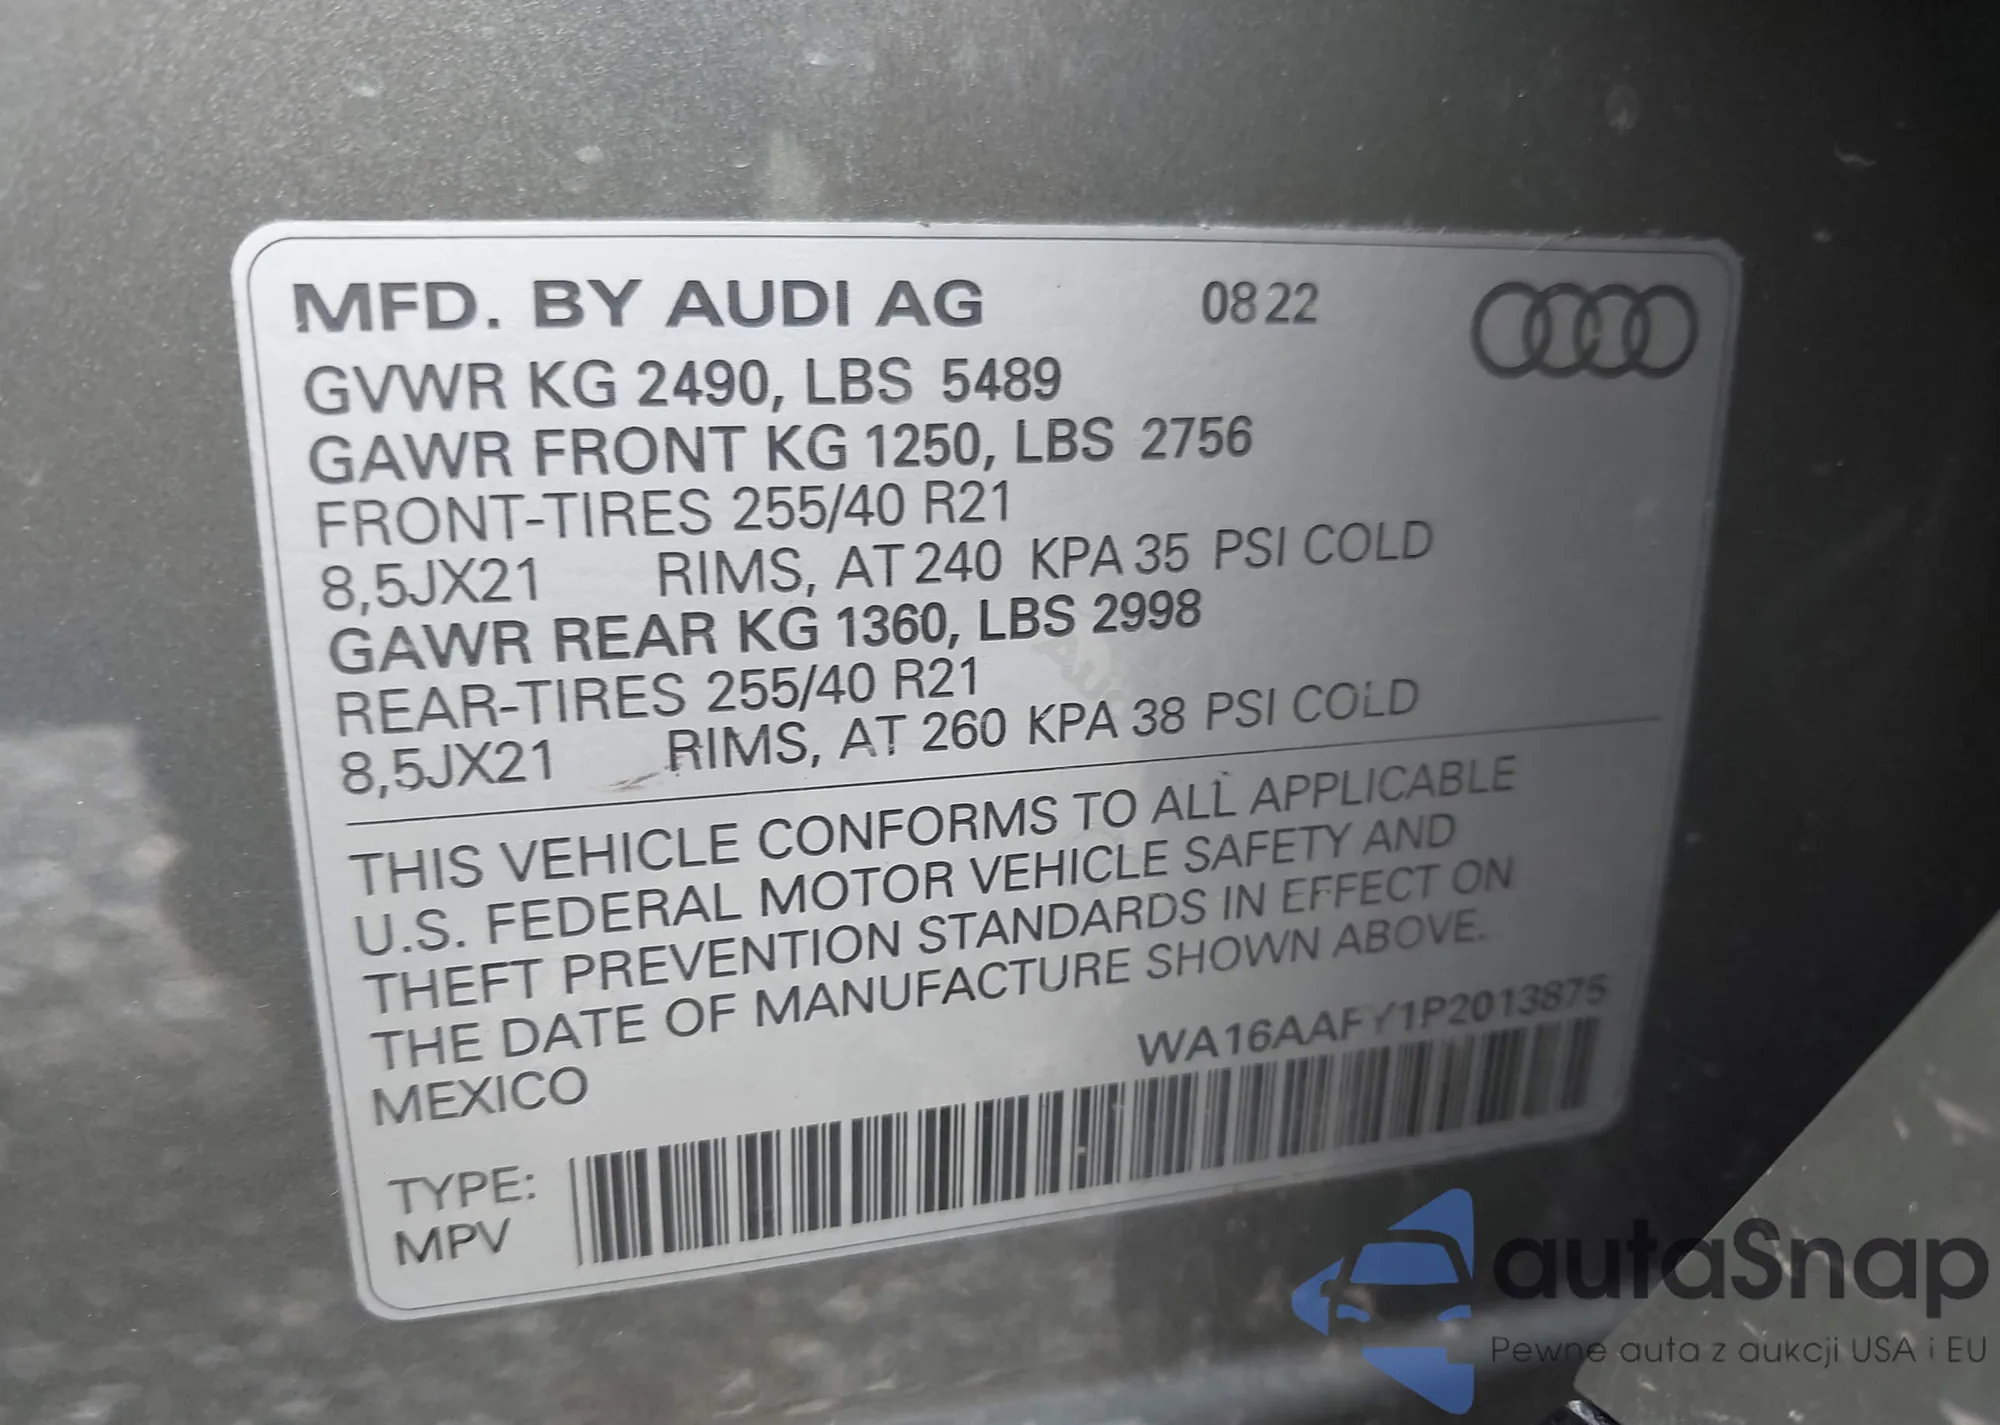 MFD. BY AUDI AG 0822
GVWR KG 2490, LBS 5489
GAWR FRONT KG 1250, LBS 2756
FRONT-TIRES 255/40 R21
8,5JX21 RIMS, AT 240 KPA 35 PSI COLD
GAWR REAR KG 1360, LBS 2998
REAR-TIRES 255/40 R21
8,5JX21 RIMS, AT 260 KPA 38 PSI COLD
THIS VEHICLE CONFORMS TO ALL APPLICABLE
U.S. FEDERAL MOTOR VEHICLE SAFETY AND
THEFT PREVENTION STANDARDS IN EFFECT ON
THE DATE OF MANUFACTURE SHOWN ABOVE.
MEXICO
WA16AAFY1P2013875
TYPE:
MPV
autaSnap
Pewne auta z aukcji USA i EU